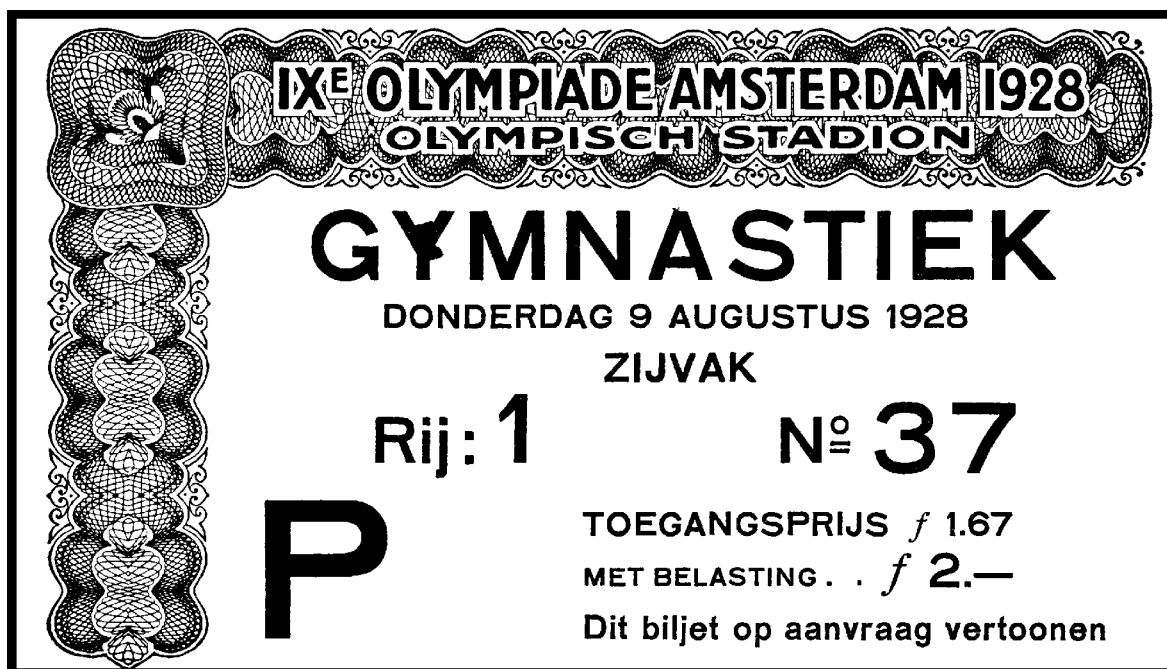 IXE OLYMPIADE AMSTERDAM 1928
OLYMPISCH STADION
GYMNASTIEK
DONDERDAG 9 AUGUSTUS 1928
ZIJVAK
Rij: 1 Nº 37
P
TOEGANGSPRIJS ƒ 1.67
MET BELASTING . . ƒ 2.—
Dit biljet op aanvraag vertoonen